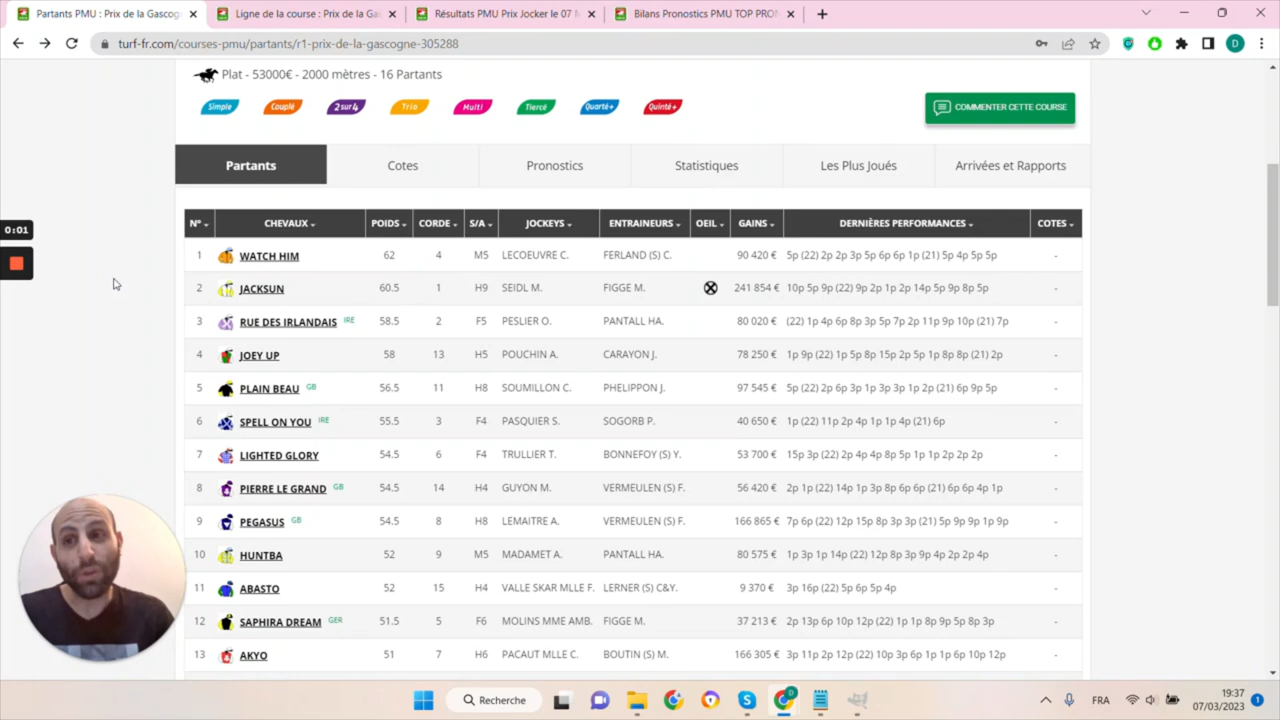 Partants PMU : Prix de la Gascog
Ligne de la course : Prix de la Ga
Résultats PMU Prix Jocker le 07
Bilans Pronostics PMU TOP PRO
turf-fr.com/courses-pmu/partants/r1-prix-de-la-gascogne-305288
D
Plat - 53000€ - 2000 mètres - 16 Partants
Simple Couplé 2sur4 Trio Multi Tiercé Quarté+ Quinté+
COMMENTER CETTE COURSE
Partants Cotes Pronostics Statistiques Les Plus Joués Arrivées et Rapports
N° CHEVAUX POIDS CORDE S/A JOCKEYS ENTRAINEURS OEIL GAINS DERNIÈRES PERFORMANCES COTES
0:01
1 WATCH HIM 62 4 M5 LECOEUVRE C. FERLAND (S) C. 90 420 € 5p (22) 2p 2p 3p 5p 6p 6p 1p (21) 5p 4p 5p 5p -
2 JACKSUN 60.5 1 H9 SEIDL M. FIGGE M. 241 854 € 10p 5p 9p (22) 9p 2p 1p 2p 14p 5p 9p 8p 5p -
3 RUE DES IRLANDAIS IRE 58.5 2 F5 PESLIER O. PANTALL HA. 80 020 € (22) 1p 4p 6p 8p 3p 5p 7p 2p 11p 9p 10p (21) 7p -
4 JOEY UP 58 13 H5 POUCHIN A. CARAYON J. 78 250 € 1p 9p (22) 1p 5p 8p 15p 2p 5p 1p 8p 8p (21) 2p -
5 PLAIN BEAU GB 56.5 11 H8 SOUMILLON C. PHELIPPON J. 97 545 € 5p (22) 2p 6p 3p 1p 3p 3p 1p 2p (21) 6p 9p 5p -
6 SPELL ON YOU IRE 55.5 3 F4 PASQUIER S. SOGORB P. 40 650 € 1p (22) 11p 2p 4p 1p 1p 4p (21) 6p -
7 LIGHTED GLORY 54.5 6 F4 TRULLIER T. BONNEFOY (S) Y. 53 700 € 15p 3p (22) 2p 4p 4p 8p 5p 1p 1p 2p 2p 2p -
8 PIERRE LE GRAND GB 54.5 14 H4 GUYON M. VERMEULEN (S) F. 56 420 € 2p 1p (22) 14p 1p 3p 8p 6p 6p (21) 6p 6p 4p 1p -
9 PEGASUS GB 54.5 8 H8 LEMAITRE A. VERMEULEN (S) F. 166 865 € 7p 6p (22) 12p 15p 8p 3p 3p (21) 5p 9p 9p 1p 9p -
10 HUNTBA 52 9 M5 MADAMET A. PANTALL HA. 80 575 € 1p 3p 1p 14p (22) 12p 8p 3p 9p 4p 2p 2p 4p -
11 ABASTO 52 15 H4 VALLE SKAR MLLE F. LERNER (S) C&Y. 9 370 € 3p 16p (22) 5p 6p 5p 4p -
12 SAPHIRA DREAM GER 51.5 5 F6 MOLINS MME AMB. FIGGE M. 37 213 € 2p 13p 6p 10p 12p (22) 1p 1p 8p 9p 5p 8p 3p -
13 AKYO 51 7 H6 PACAUT MLLE C. BOUTIN (S) M. 166 305 € 3p 11p 2p 12p (22) 10p 3p 6p 1p 1p 6p 10p 12p -
Recherche
FRA
19:37
07/03/2023